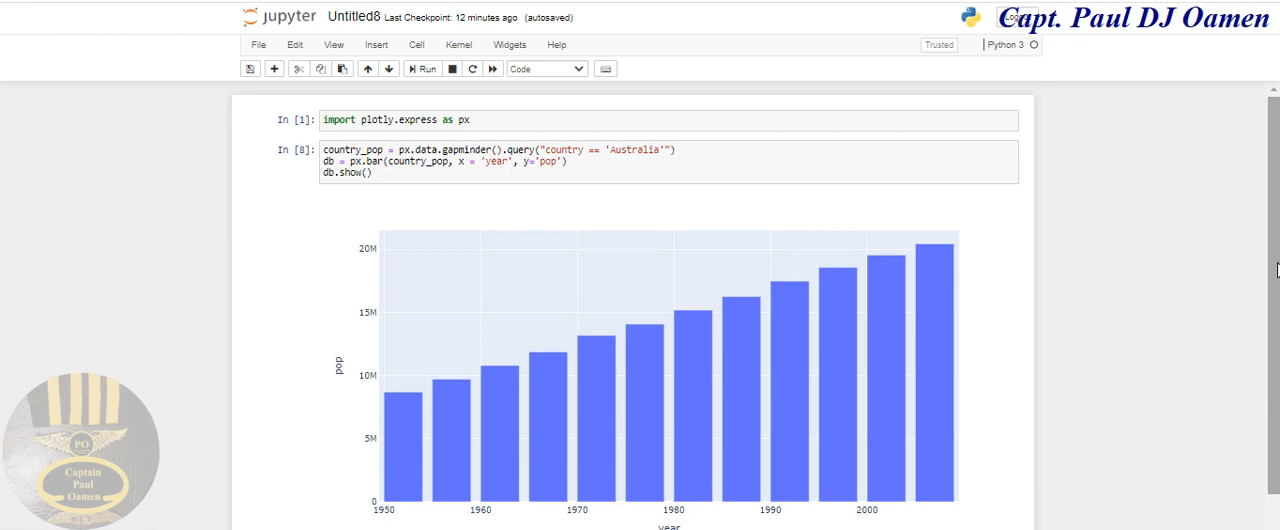 jupyter Untitled8 Last Checkpoint: 12 minutes ago (autosaved)
Capt. Paul DJ Oamen
File Edit View Insert Cell Kernel Widgets Help
Trusted Python 3
Run Code
In [1]: import plotly.express as px
In [8]: country_pop = px.data.gapminder().query("country == 'Australia'")
db = px.bar(country_pop, x = 'year', y='pop')
db.show()
20M
15M
10M
5M
0
pop
1950 1960 1970 1980 1990 2000
year
PO
Captain
Paul
Oamen